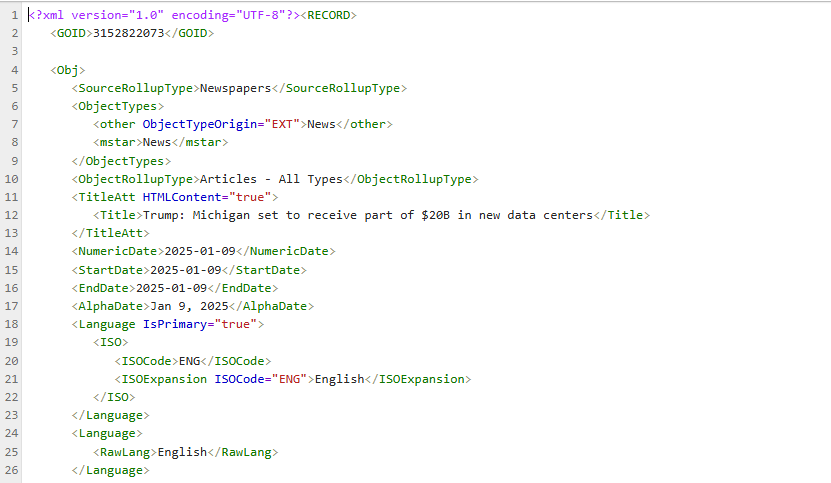 1 <?xml version="1.0" encoding="UTF-8"?><RECORD>
2 <GOID>3152822073</GOID>
3
4 <Obj>
5 <SourceRollupType>Newspapers</SourceRollupType>
6 <ObjectTypes>
7 <other ObjectTypeOrigin="EXT">News</other>
8 <mstar>News</mstar>
9 </ObjectTypes>
10 <ObjectRollupType>Articles - All Types</ObjectRollupType>
11 <TitleAtt HTMLContent="true">
12 <Title>Trump: Michigan set to receive part of $20B in new data centers</Title>
13 </TitleAtt>
14 <NumericDate>2025-01-09</NumericDate>
15 <StartDate>2025-01-09</StartDate>
16 <EndDate>2025-01-09</EndDate>
17 <AlphaDate>Jan 9, 2025</AlphaDate>
18 <Language IsPrimary="true">
19 <ISO>
20 <ISOCode>ENG</ISOCode>
21 <ISOExpansion ISOCode="ENG">English</ISOExpansion>
22 </ISO>
23 </Language>
24 <Language>
25 <RawLang>English</RawLang>
26 </Language>